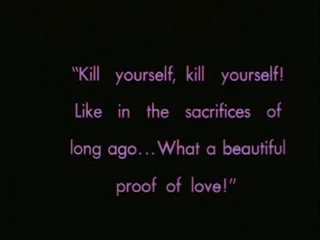 “Kill yourself, kill yourself!
Like in the sacrifices of
long ago...What a beautiful
proof of love!”